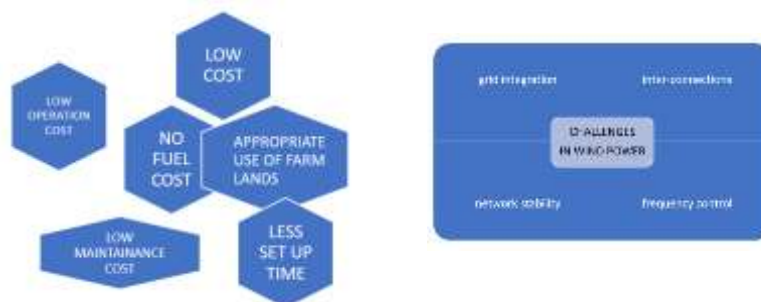 LOW
COST
LOW
OPERATION
COST
NO
FUEL
COST
APPROPRIATE
USE OF FARM
LANDS
LOW
MAINTAINANCE
COST
LESS
SET UP
TIME
grid integration
inter-connections
CHALLENGES
IN WIND POWER
network stability
frequency control